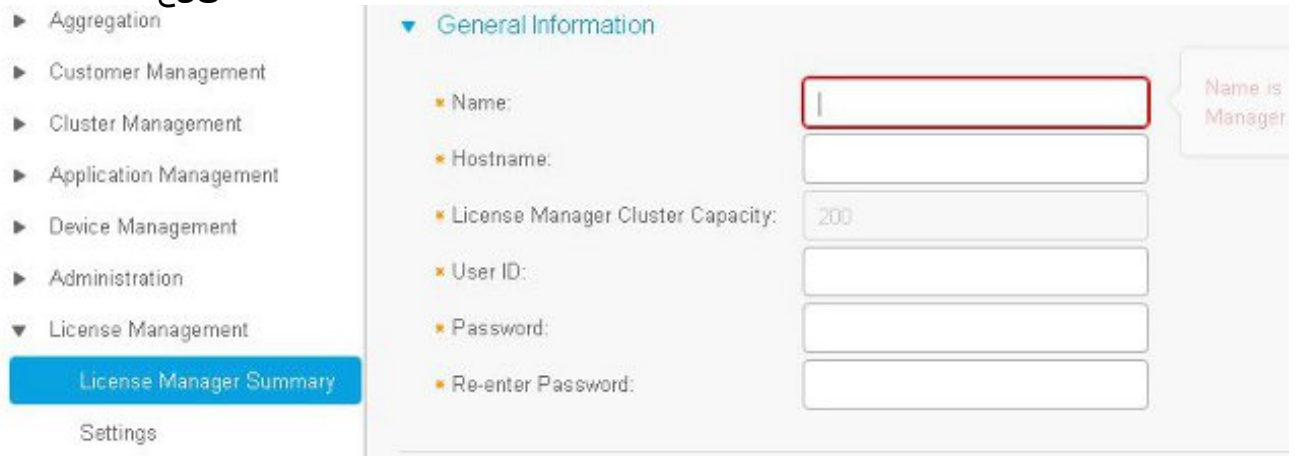 Aggregation
Customer Management
Cluster Management
Application Management
Device Management
Administration
License Management
License Manager Summary
Settings
General Information
* Name:
Name is
Manager
* Hostname:
* License Manager Cluster Capacity: 200
* User ID:
* Password:
* Re-enter Password: